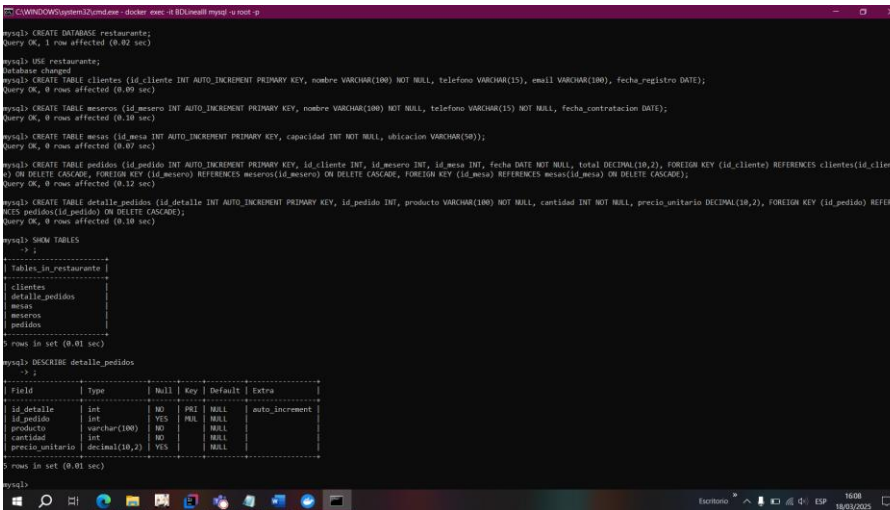 C:\WINDOWS\system32\cmd.exe - docker exec -it BDLinealII mysql -u root -p
mysql> CREATE DATABASE restaurante;
Query OK, 1 row affected (0.02 sec)
mysql> USE restaurante;
Database changed
mysql> CREATE TABLE clientes (id_cliente INT AUTO_INCREMENT PRIMARY KEY, nombre VARCHAR(100) NOT NULL, telefono VARCHAR(15), email VARCHAR(100), fecha_registro DATE);
Query OK, 0 rows affected (0.09 sec)
mysql> CREATE TABLE meseros (id_mesero INT AUTO_INCREMENT PRIMARY KEY, nombre VARCHAR(100) NOT NULL, telefono VARCHAR(15) NOT NULL, fecha_contratacion DATE);
Query OK, 0 rows affected (0.10 sec)
mysql> CREATE TABLE mesas (id_mesa INT AUTO_INCREMENT PRIMARY KEY, capacidad INT NOT NULL, ubicacion VARCHAR(50));
Query OK, 0 rows affected (0.07 sec)
mysql> CREATE TABLE pedidos (id_pedido INT AUTO_INCREMENT PRIMARY KEY, id_cliente INT, id_mesero INT, id_mesa INT, fecha DATE NOT NULL, total DECIMAL(10,2), FOREIGN KEY (id_cliente) REFERENCES clientes(id_clien
e) ON DELETE CASCADE, FOREIGN KEY (id_mesero) REFERENCES meseros(id_mesero) ON DELETE CASCADE, FOREIGN KEY (id_mesa) REFERENCES mesas(id_mesa) ON DELETE CASCADE);
Query OK, 0 rows affected (0.12 sec)
mysql> CREATE TABLE detalle_pedidos (id_detalle INT AUTO_INCREMENT PRIMARY KEY, id_pedido INT, producto VARCHAR(100) NOT NULL, cantidad INT NOT NULL, precio_unitario DECIMAL(10,2), FOREIGN KEY (id_pedido) REFER
NCES pedidos(id_pedido) ON DELETE CASCADE);
Query OK, 0 rows affected (0.10 sec)
mysql> SHOW TABLES
-> ;
+------------------------+
| Tables_in_restaurante |
+------------------------+
| clientes |
| detalle_pedidos |
| mesas |
| meseros |
| pedidos |
+------------------------+
5 rows in set (0.01 sec)
mysql> DESCRIBE detalle_pedidos
-> ;
+-----------------+---------------+------+-----+---------+----------------+
| Field | Type | Null | Key | Default | Extra |
+-----------------+---------------+------+-----+---------+----------------+
| id_detalle | int | NO | PRI | NULL | auto_increment |
| id_pedido | int | YES | MUL | NULL | |
| producto | varchar(100) | NO | | NULL | |
| cantidad | int | NO | | NULL | |
| precio_unitario | decimal(10,2) | YES | | NULL | |
+-----------------+---------------+------+-----+---------+----------------+
5 rows in set (0.01 sec)
mysql>
Escritorio » ESP 16:08
18/03/2025